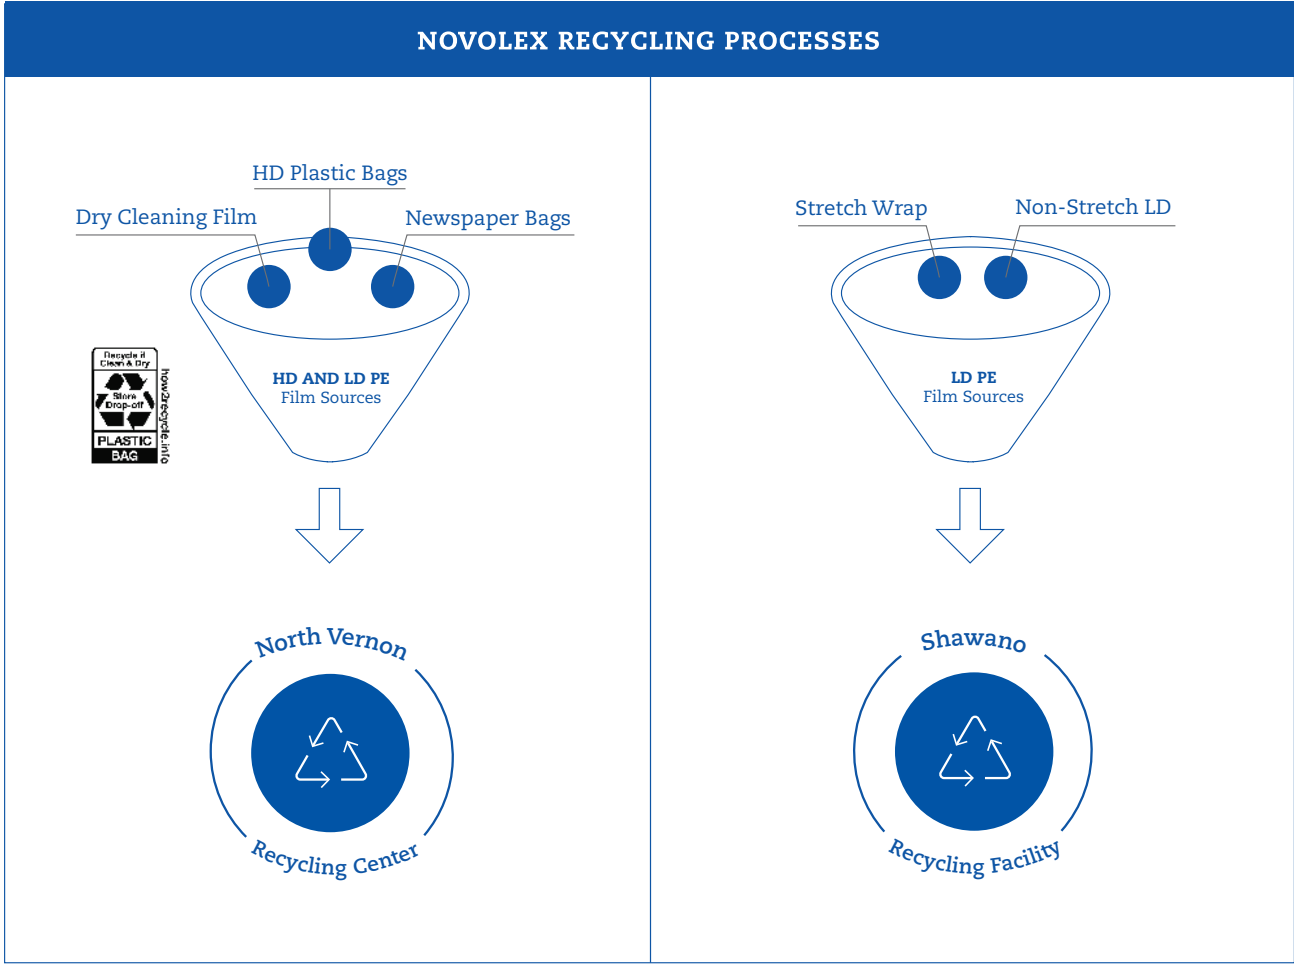 NOVOLEX RECYCLING PROCESSES
HD Plastic Bags
Dry Cleaning Film
Newspaper Bags
HD AND LD PE
Film Sources
Recycle if
Clean & Dry
Store
Drop-off
PLASTIC
BAG
how2recycle.info
North Vernon
Recycling Center
Stretch Wrap
Non-Stretch LD
LD PE
Film Sources
Shawano
Recycling Facility